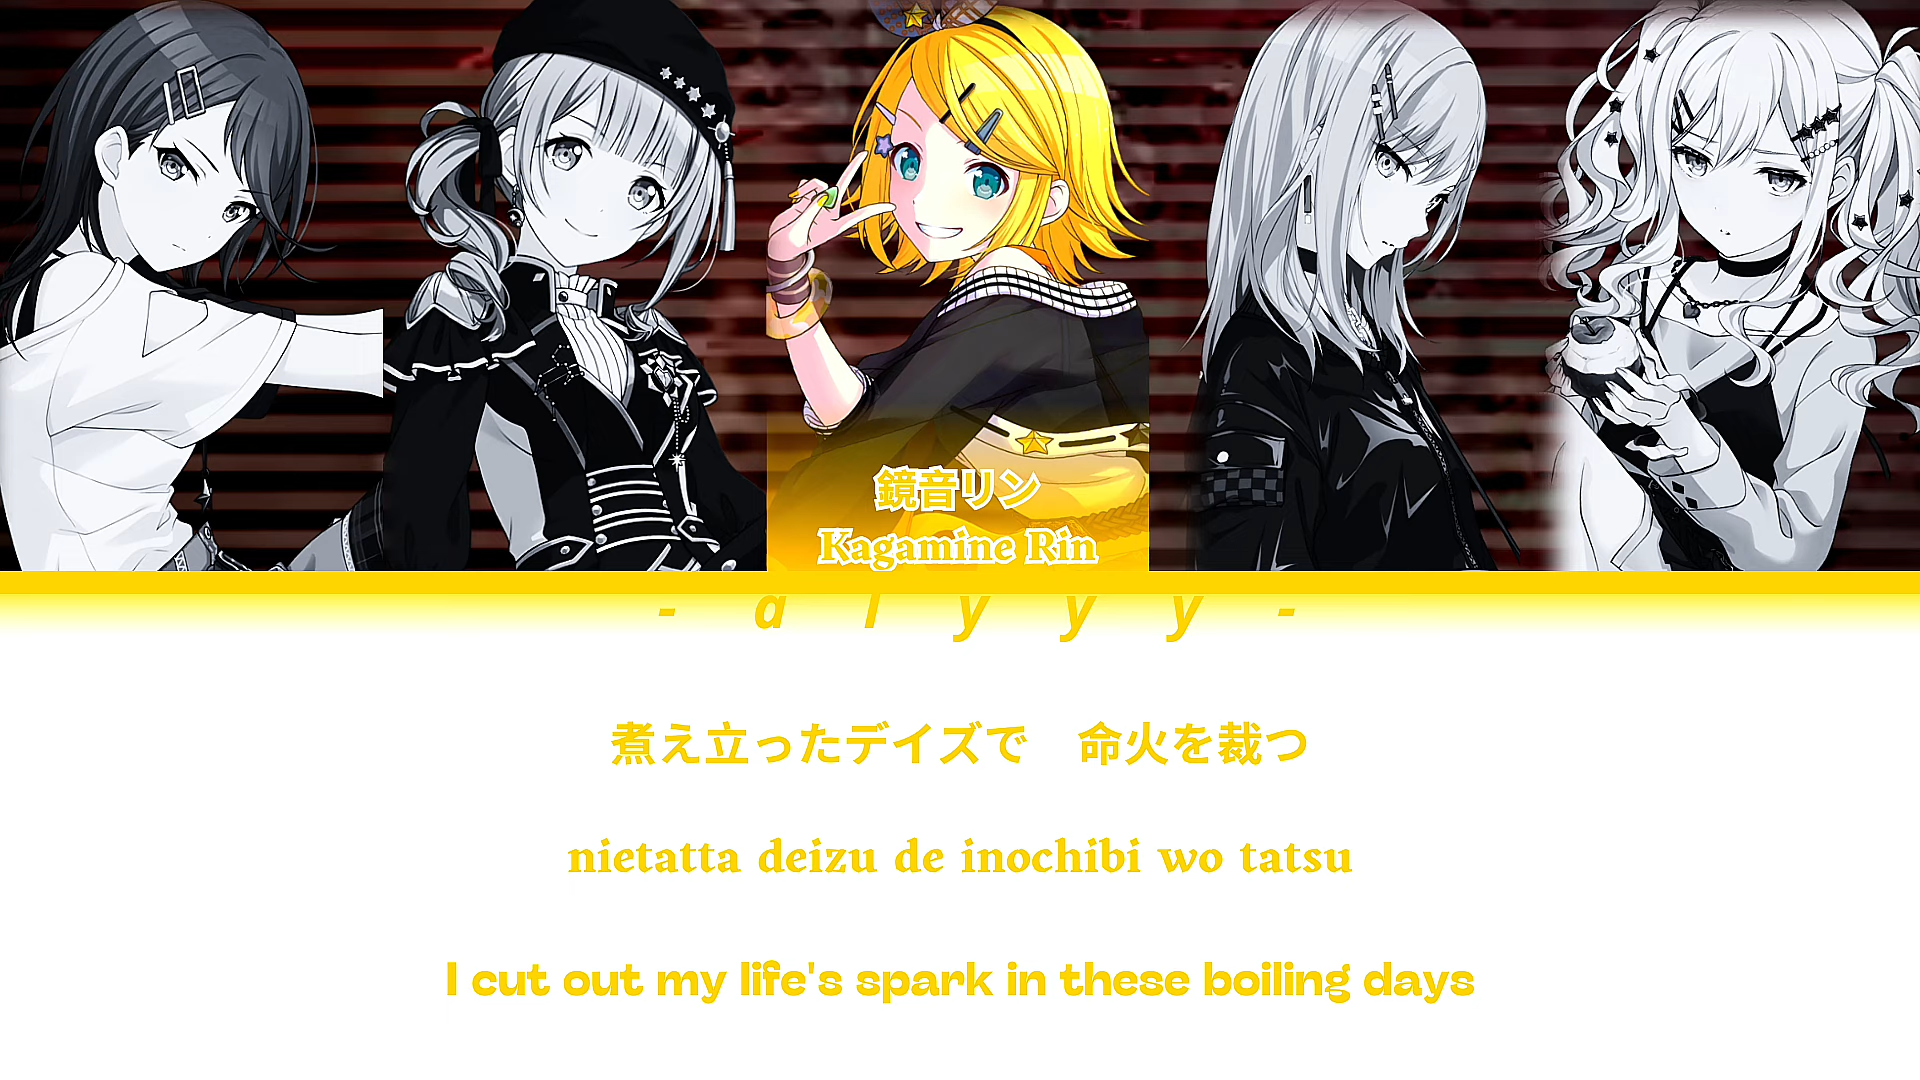 鏡音リン
Kagamine Rin
- a l y y y -
煮え立ったデイズで　命火を裁つ
nietatta deizu de inochibi wo tatsu
I cut out my life's spark in these boiling days